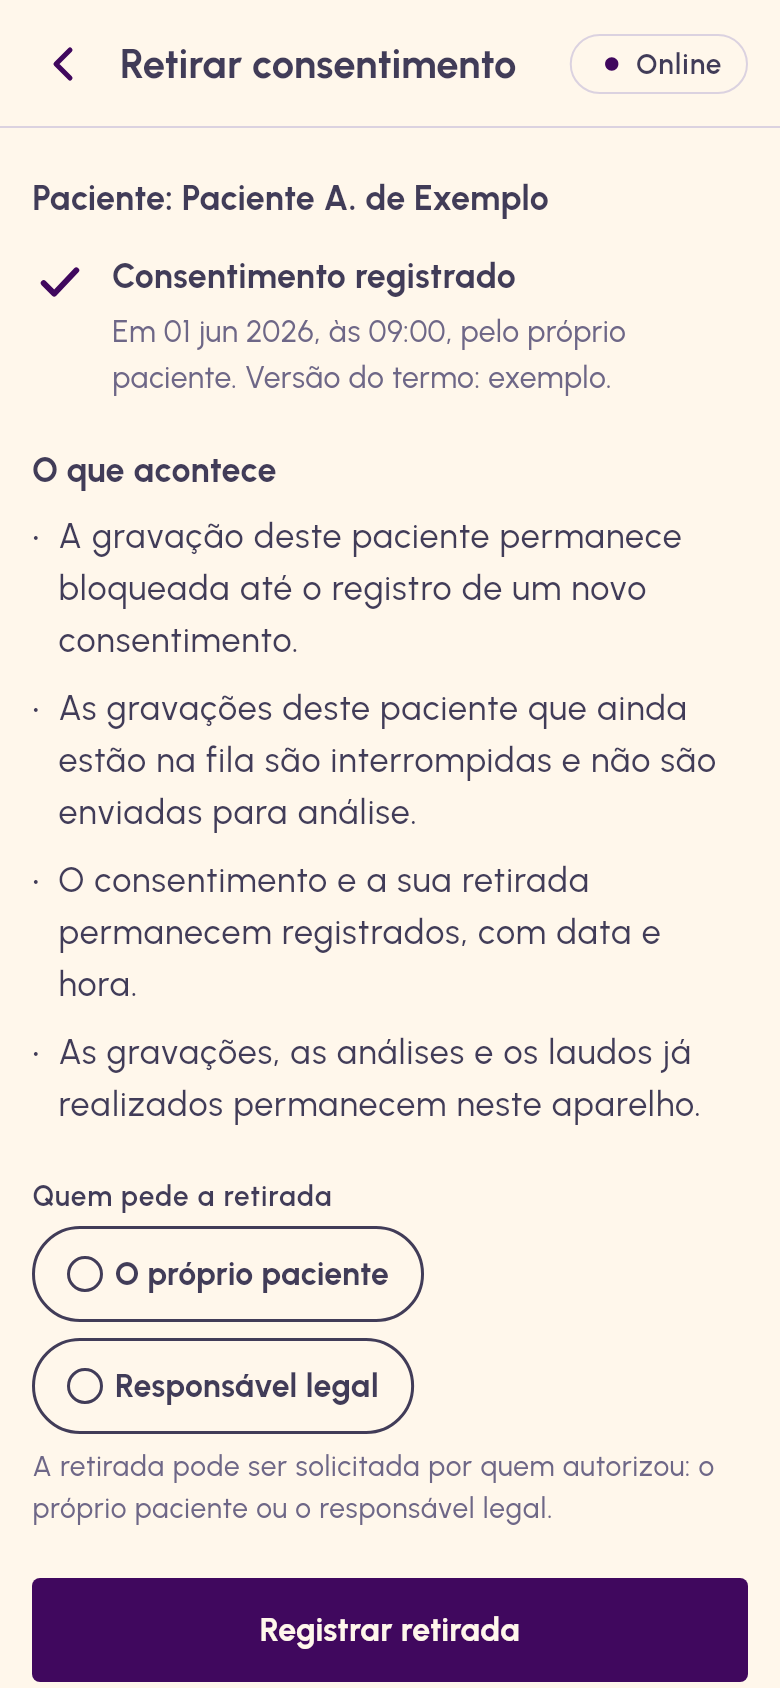 Retirar consentimento
Online
Paciente: Paciente A. de Exemplo
Consentimento registrado
Em 01 jun 2026, às 09:00, pelo próprio
paciente. Versão do termo: exemplo.
O que acontece
· A gravação deste paciente permanece
bloqueada até o registro de um novo
consentimento.
· As gravações deste paciente que ainda
estão na fila são interrompidas e não são
enviadas para análise.
· O consentimento e a sua retirada
permanecem registrados, com data e
hora.
· As gravações, as análises e os laudos já
realizados permanecem neste aparelho.
Quem pede a retirada
O próprio paciente
Responsável legal
A retirada pode ser solicitada por quem autorizou: o
próprio paciente ou o responsável legal.
Registrar retirada